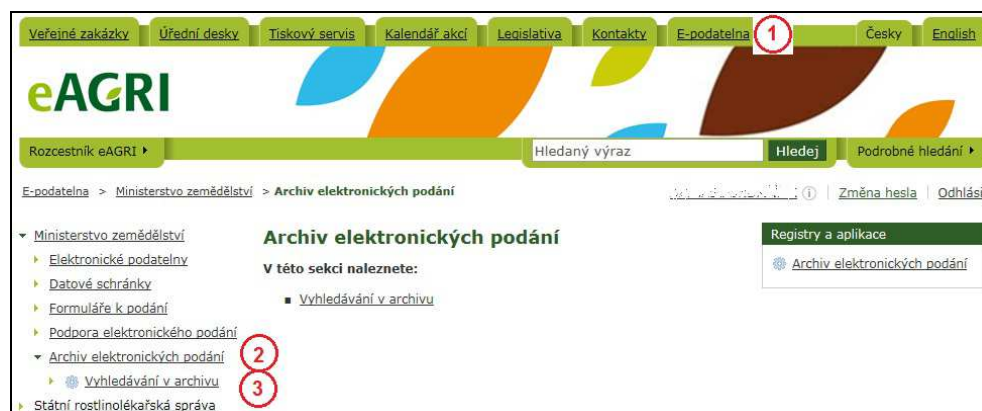 Veřejné zakázky Úřední desky Tiskový servis Kalendář akcí Legislativa Kontakty E-podatelna 1 Česky English
eAGRI
Rozcestník eAGRI Hledaný výraz Hledej Podrobné hledání
E-podatelna > Ministerstvo zemědělství > Archiv elektronických podání Změna hesla Odhlási
Ministerstvo zemědělství
Elektronické podatelny
Datové schránky
Formuláře k podání
Podpora elektronického podání
Archiv elektronických podání 2
Vyhledávání v archivu 3
Státní rostlinolékařská správa
Archiv elektronických podání
V této sekci naleznete:
Vyhledávání v archivu
Registry a aplikace
Archiv elektronických podání